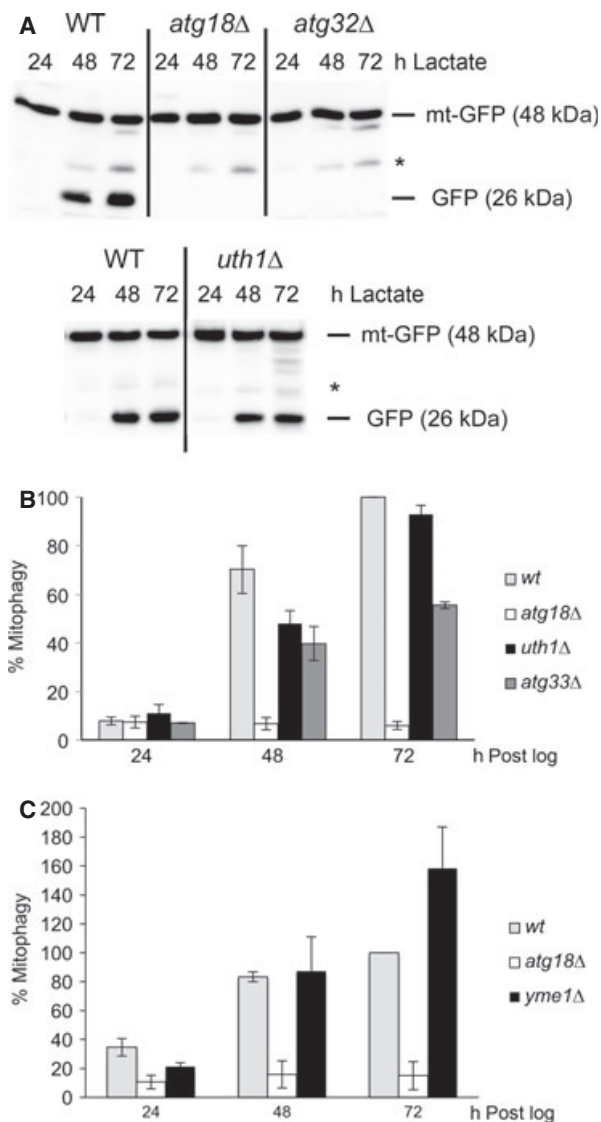 A
WT atg18Δ atg32Δ
24 48 72 24 48 72 24 48 72 h Lactate
mt-GFP (48 kDa)
*
GFP (26 kDa)
WT uth1Δ
24 48 72 24 48 72 h Lactate
mt-GFP (48 kDa)
*
GFP (26 kDa)
B
% Mitophagy
100
80
60
40
20
0
24 48 72 h Post log
wt
atg18Δ
uth1Δ
atg33Δ
C
% Mitophagy
200
180
160
140
120
100
80
60
40
20
0
24 48 72 h Post log
wt
atg18Δ
yme1Δ